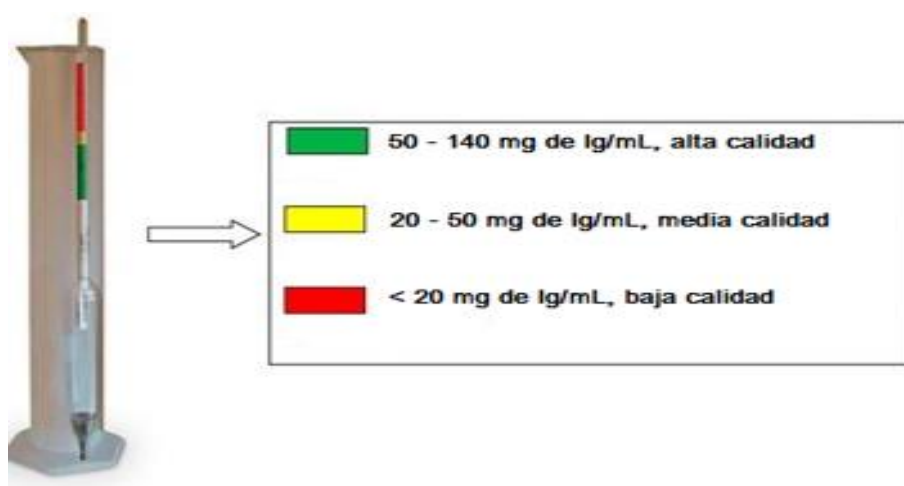 50 - 140 mg de Ig/mL, alta calidad
20 - 50 mg de Ig/mL, media calidad
< 20 mg de Ig/mL, baja calidad